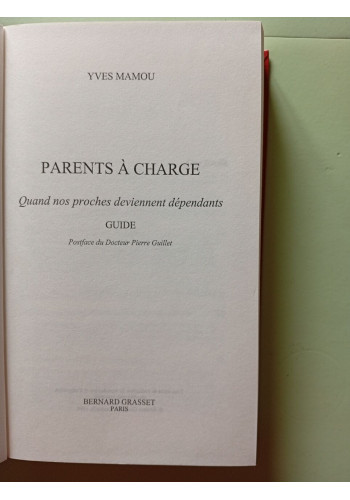 YVES MAMOU
PARENTS À CHARGE
Quand nos proches deviennent dépendants
GUIDE
Postface du Docteur Pierre Guillet
BERNARD GRASSET
PARIS